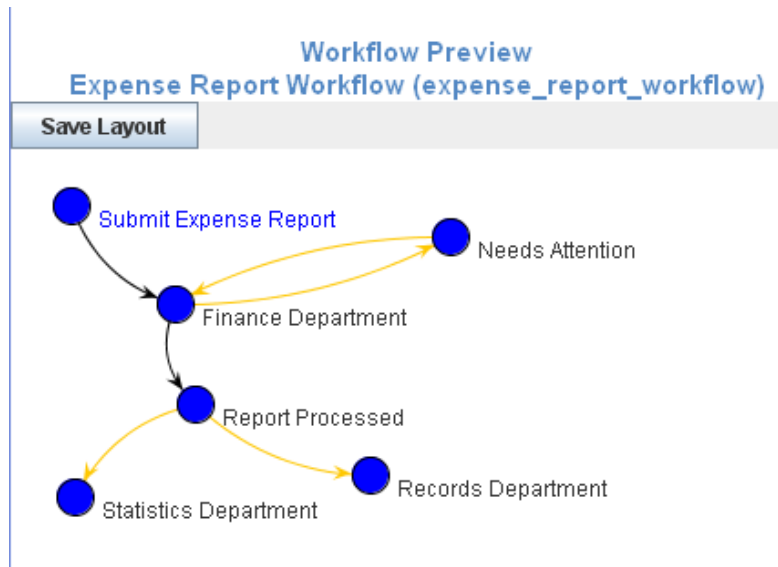 Workflow Preview
Expense Report Workflow (expense_report_workflow)
Save Layout
Submit Expense Report
Needs Attention
Finance Department
Report Processed
Records Department
Statistics Department